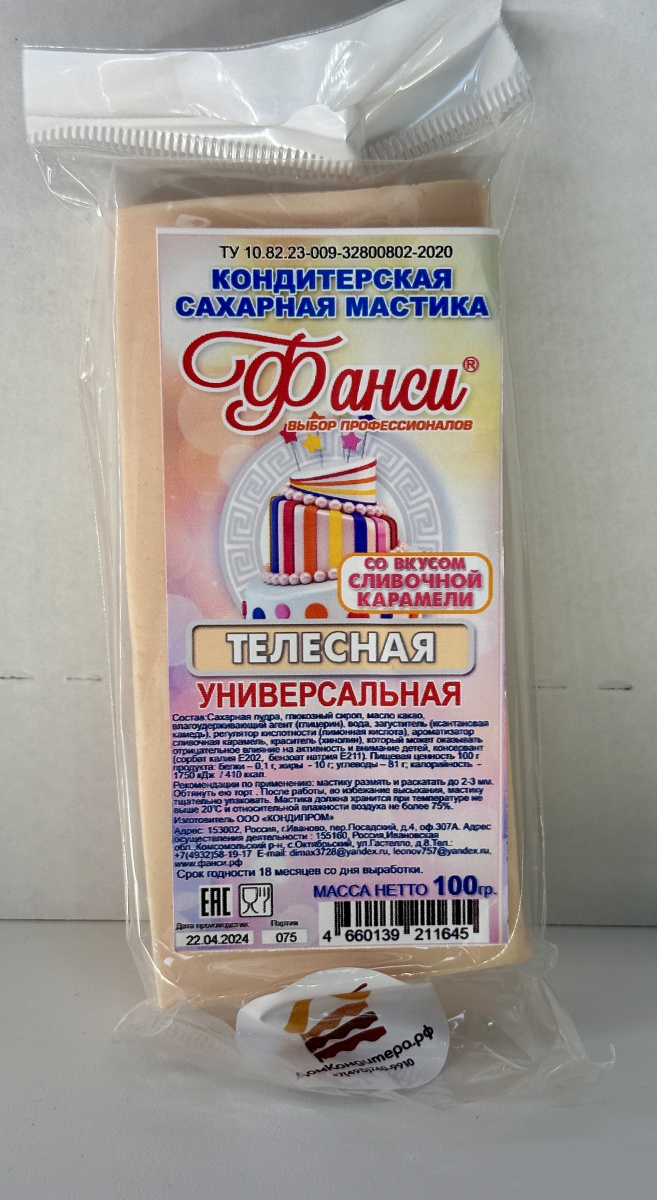 ТУ 10.82.23-009-32800802-2020
КОНДИТЕРСКАЯ
САХАРНАЯ МАСТИКА
Фанси®
ВЫБОР ПРОФЕССИОНАЛОВ
СО ВКУСОМ
СЛИВОЧНОЙ
КАРАМЕЛИ
ТЕЛЕСНАЯ
УНИВЕРСАЛЬНАЯ
Состав:Сахарная пудра, глюкозный сироп, масло какао,
влагоудерживающий агент (глицерин), вода, загуститель (ксантановая
камедь), регулятор кислотности (лимонная кислота), ароматизатор
сливочная карамель, краситель (хинолин), который может оказывать
отрицательное влияние на активность и внимание детей, консервант
(сорбат калия Е202, бензоат натрия Е211). Пищевая ценность 100 г
продукта: белки – 0,1 г, жиры - 10 г; углеводы – 81 г; калорийность -
1750 кДж / 410 ккал.
Рекомендации по применению: мастику размять и раскатать до 2-3 мм.
Обтянуть ею торт. После работы, во избежание высыхания, мастику
тщательно упаковать. Мастика должна хранится при температуре не
выше 20˚С и относительной влажности воздуха не более 75%.
Изготовитель ООО «КОНДИПРОМ»
Адрес: 153002, Россия, г.Иваново, пер.Посадский, д.4, оф.307А. Адрес
осуществления деятельности : 155160, Россия,Ивановская
обл.,Комсомольский р-н, с.Октябрьский, ул.Гастелло, д.8.Тел.:
+7(4932)58-19-17 E-mail: dimax3728@yandex.ru, leonov757@yandex.ru,
www.фанси.рф
Срок годности 18 месяцев со дня выработки.
ЕАС
МАССА НЕТТО 100гр.
Дата производства: Партия
22.04.2024 075
4 660139 211645
ДомКондитера.рф
+7(495)740-9910